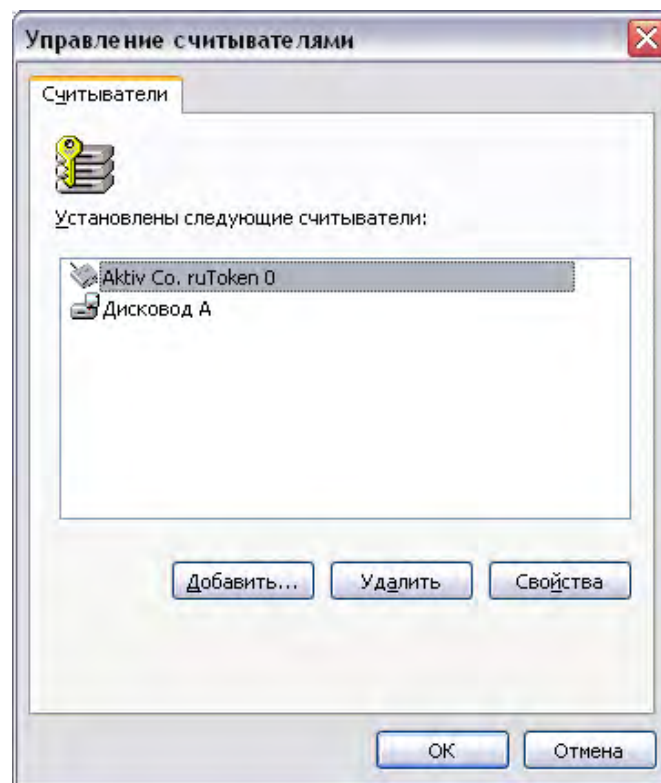 Управление считывателями
Считыватели
Установлены следующие считыватели:
Aktiv Co. ruToken 0
Дисковод A
Добавить... Удалить Свойства
ОК Отмена